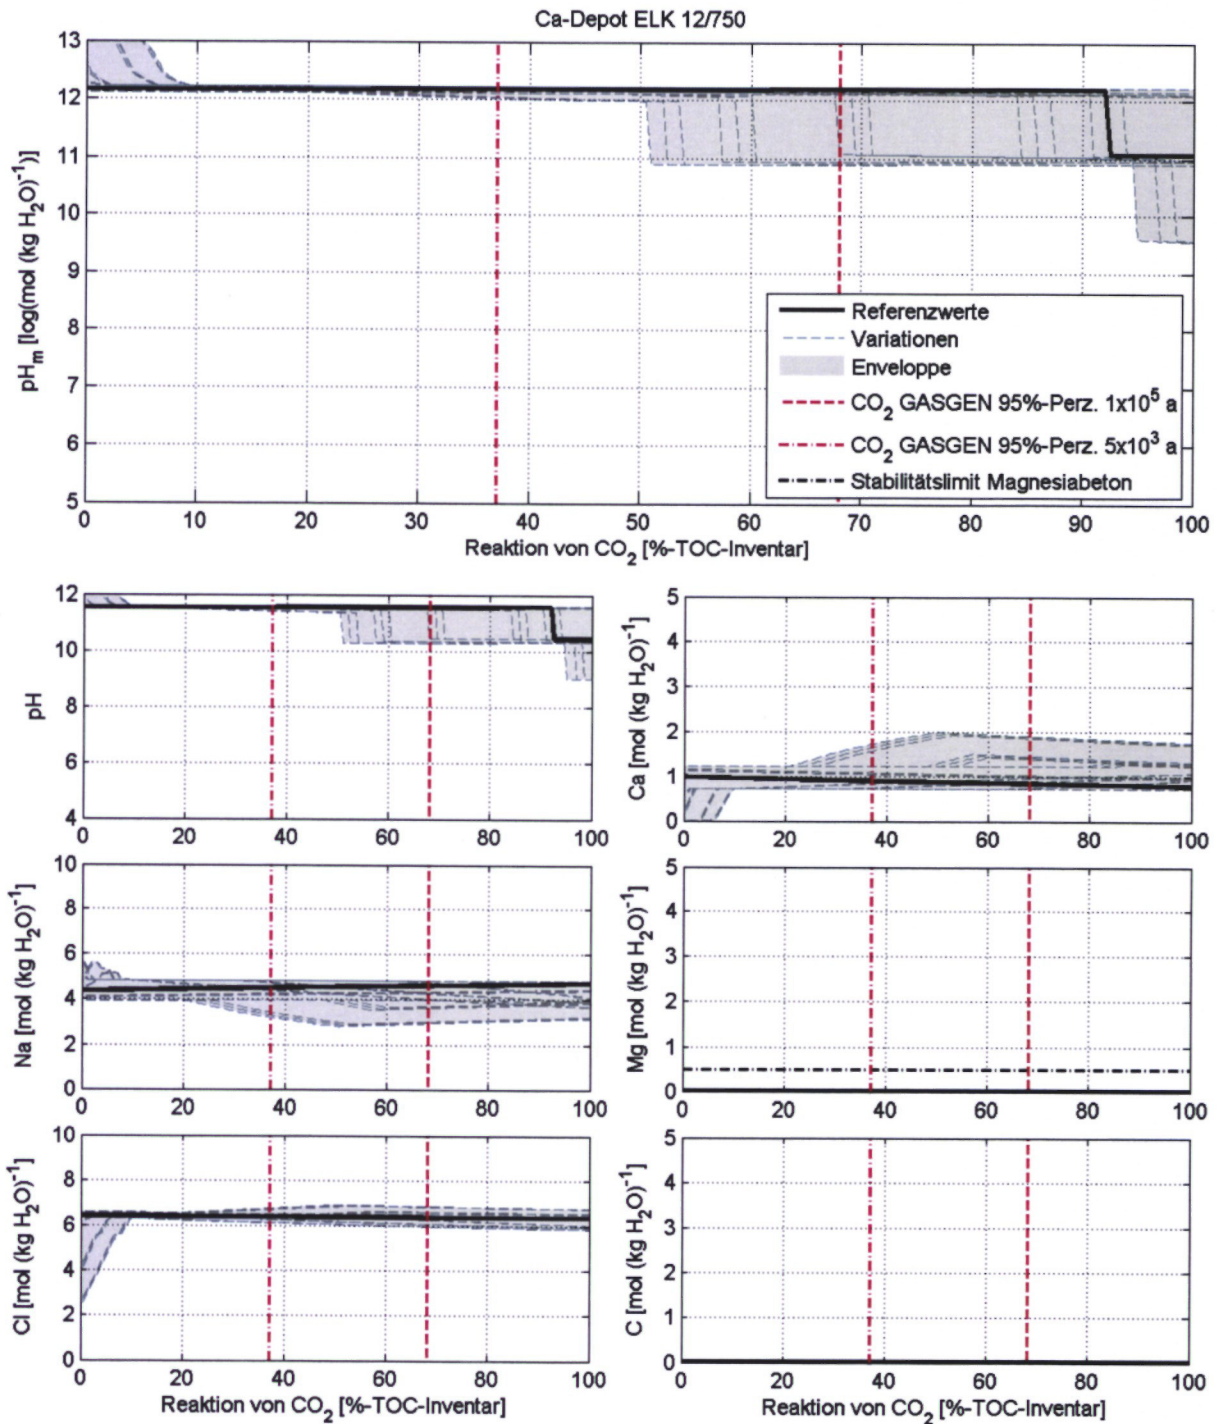 Ca-Depot ELK 12/750
13
12
11
10
9
8
7
6
5
pH_m [log(mol (kg H₂O)⁻¹)]
Referenzwerte
Variationen
Enveloppe
CO₂ GASGEN 95%-Perz. 1x10⁵ a
CO₂ GASGEN 95%-Perz. 5x10³ a
Stabilitätslimit Magnesiabeton
0 10 20 30 40 50 60 70 80 90 100
Reaktion von CO₂ [%-TOC-Inventar]
12
10
8
6
4
pH
0 20 40 60 80 100
5
4
3
2
1
0
Ca [mol (kg H₂O)⁻¹]
0 20 40 60 80 100
10
8
6
4
2
0
Na [mol (kg H₂O)⁻¹]
0 20 40 60 80 100
5
4
3
2
1
0
Mg [mol (kg H₂O)⁻¹]
0 20 40 60 80 100
10
8
6
4
2
0
Cl [mol (kg H₂O)⁻¹]
0 20 40 60 80 100
Reaktion von CO₂ [%-TOC-Inventar]
5
4
3
2
1
0
C [mol (kg H₂O)⁻¹]
0 20 40 60 80 100
Reaktion von CO₂ [%-TOC-Inventar]